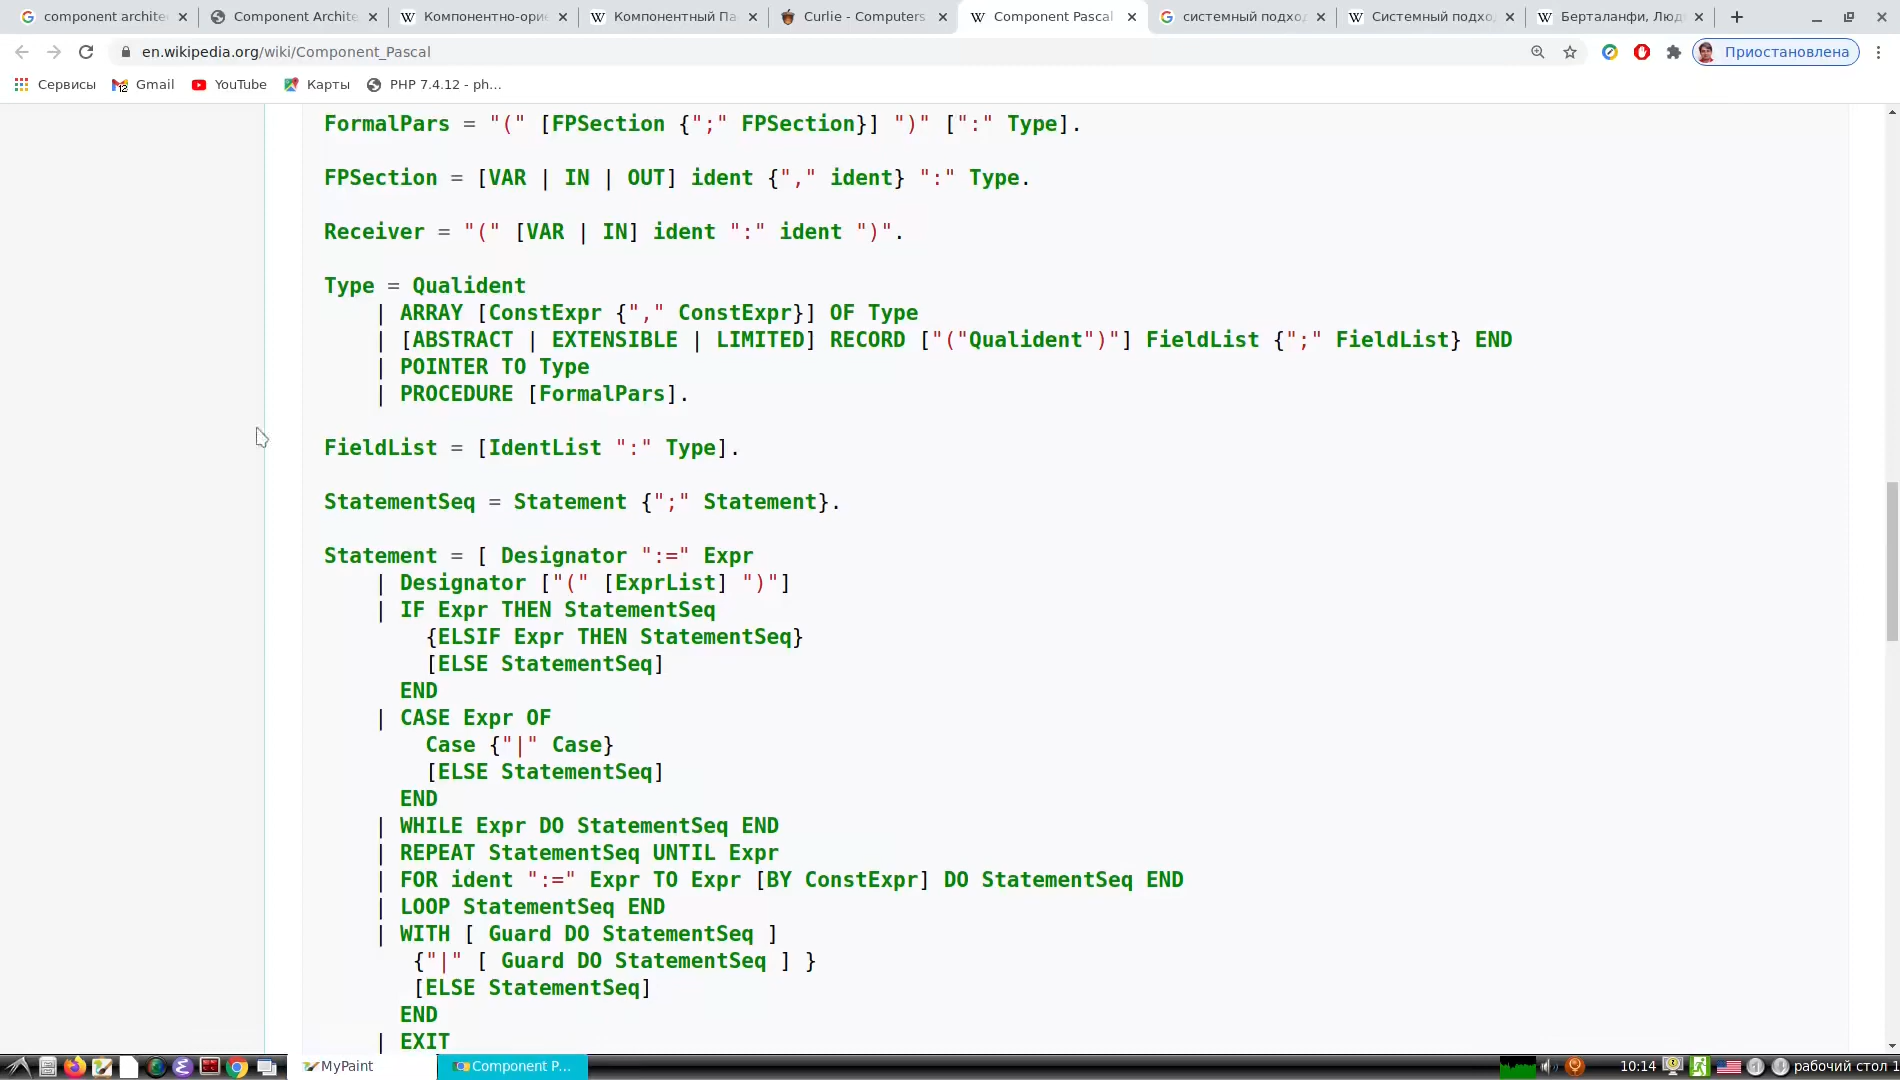 component archite
Component Archite
Компонентно-орие
Компонентный Па
Curlie - Computers
Component Pascal
системный подход
Системный подхо
Берталанфи, Люд
en.wikipedia.org/wiki/Component_Pascal
Приостановлена
Сервисы
Gmail
YouTube
Карты
PHP 7.4.12 - ph...
FormalPars = "(" [FPSection {";" FPSection}] ")" [":" Type].
FPSection = [VAR | IN | OUT] ident {"," ident} ":" Type.
Receiver = "(" [VAR | IN] ident ":" ident ")".
Type = Qualident
| ARRAY [ConstExpr {"," ConstExpr}] OF Type
| [ABSTRACT | EXTENSIBLE | LIMITED] RECORD ["("Qualident")"] FieldList {";" FieldList} END
| POINTER TO Type
| PROCEDURE [FormalPars].
FieldList = [IdentList ":" Type].
StatementSeq = Statement {";" Statement}.
Statement = [ Designator ":=" Expr
| Designator ["(" [ExprList] ")"]
| IF Expr THEN StatementSeq
{ELSIF Expr THEN StatementSeq}
[ELSE StatementSeq]
END
| CASE Expr OF
Case {"|" Case}
[ELSE StatementSeq]
END
| WHILE Expr DO StatementSeq END
| REPEAT StatementSeq UNTIL Expr
| FOR ident ":=" Expr TO Expr [BY ConstExpr] DO StatementSeq END
| LOOP StatementSeq END
| WITH [ Guard DO StatementSeq ]
{"|" [ Guard DO StatementSeq ] }
[ELSE StatementSeq]
END
| EXIT
MyPaint
Component P...
10:14
рабочий стол 1